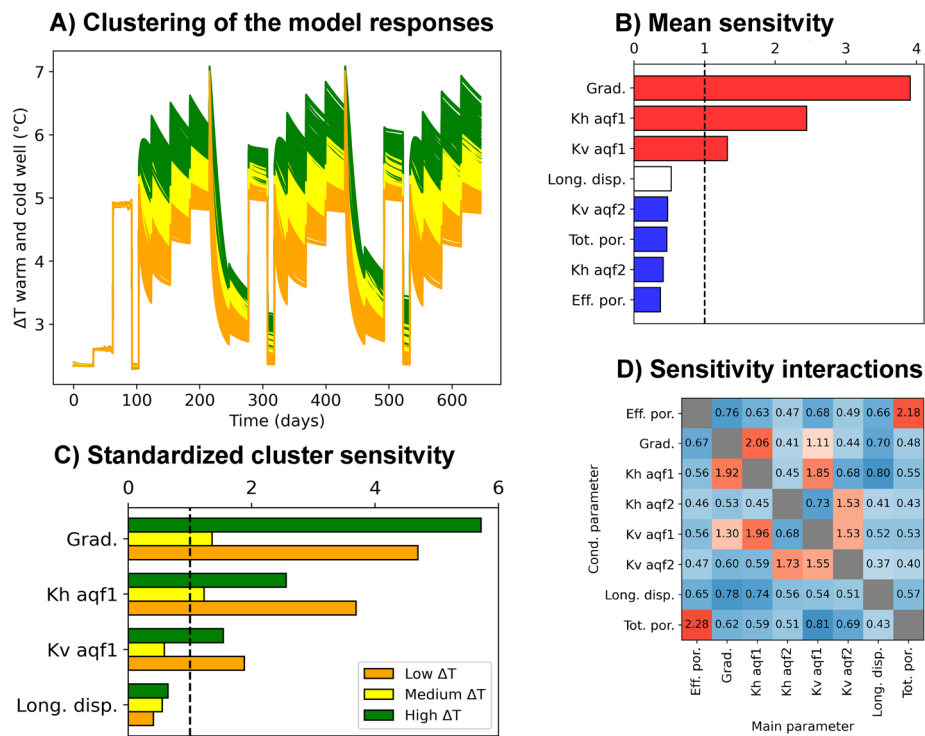 A) Clustering of the model responses
7
6
5
4
3
ΔT warm and cold well (°C)
0 100 200 300 400 500 600
Time (days)
B) Mean sensitvity
0 1 2 3 4
Grad.
Kh aqf1
Kv aqf1
Long. disp.
Kv aqf2
Tot. por.
Kh aqf2
Eff. por.
C) Standardized cluster sensitvity
0 2 4 6
Grad.
Kh aqf1
Kv aqf1
Long. disp.
Low ΔT
Medium ΔT
High ΔT
D) Sensitivity interactions
Cond. parameter
Eff. por. 0.76 0.63 0.47 0.68 0.49 0.66 2.18
Grad. 0.67 2.06 0.41 1.11 0.44 0.70 0.48
Kh aqf1 0.56 1.92 0.45 1.85 0.68 0.80 0.55
Kh aqf2 0.46 0.53 0.45 0.73 1.53 0.41 0.43
Kv aqf1 0.56 1.30 1.96 0.68 1.53 0.52 0.53
Kv aqf2 0.47 0.60 0.59 1.73 1.55 0.37 0.40
Long. disp. 0.65 0.78 0.74 0.56 0.54 0.51 0.57
Tot. por. 2.28 0.62 0.59 0.51 0.81 0.69 0.43
Eff. por. Grad. Kh aqf1 Kh aqf2 Kv aqf1 Kv aqf2 Long. disp. Tot. por.
Main parameter